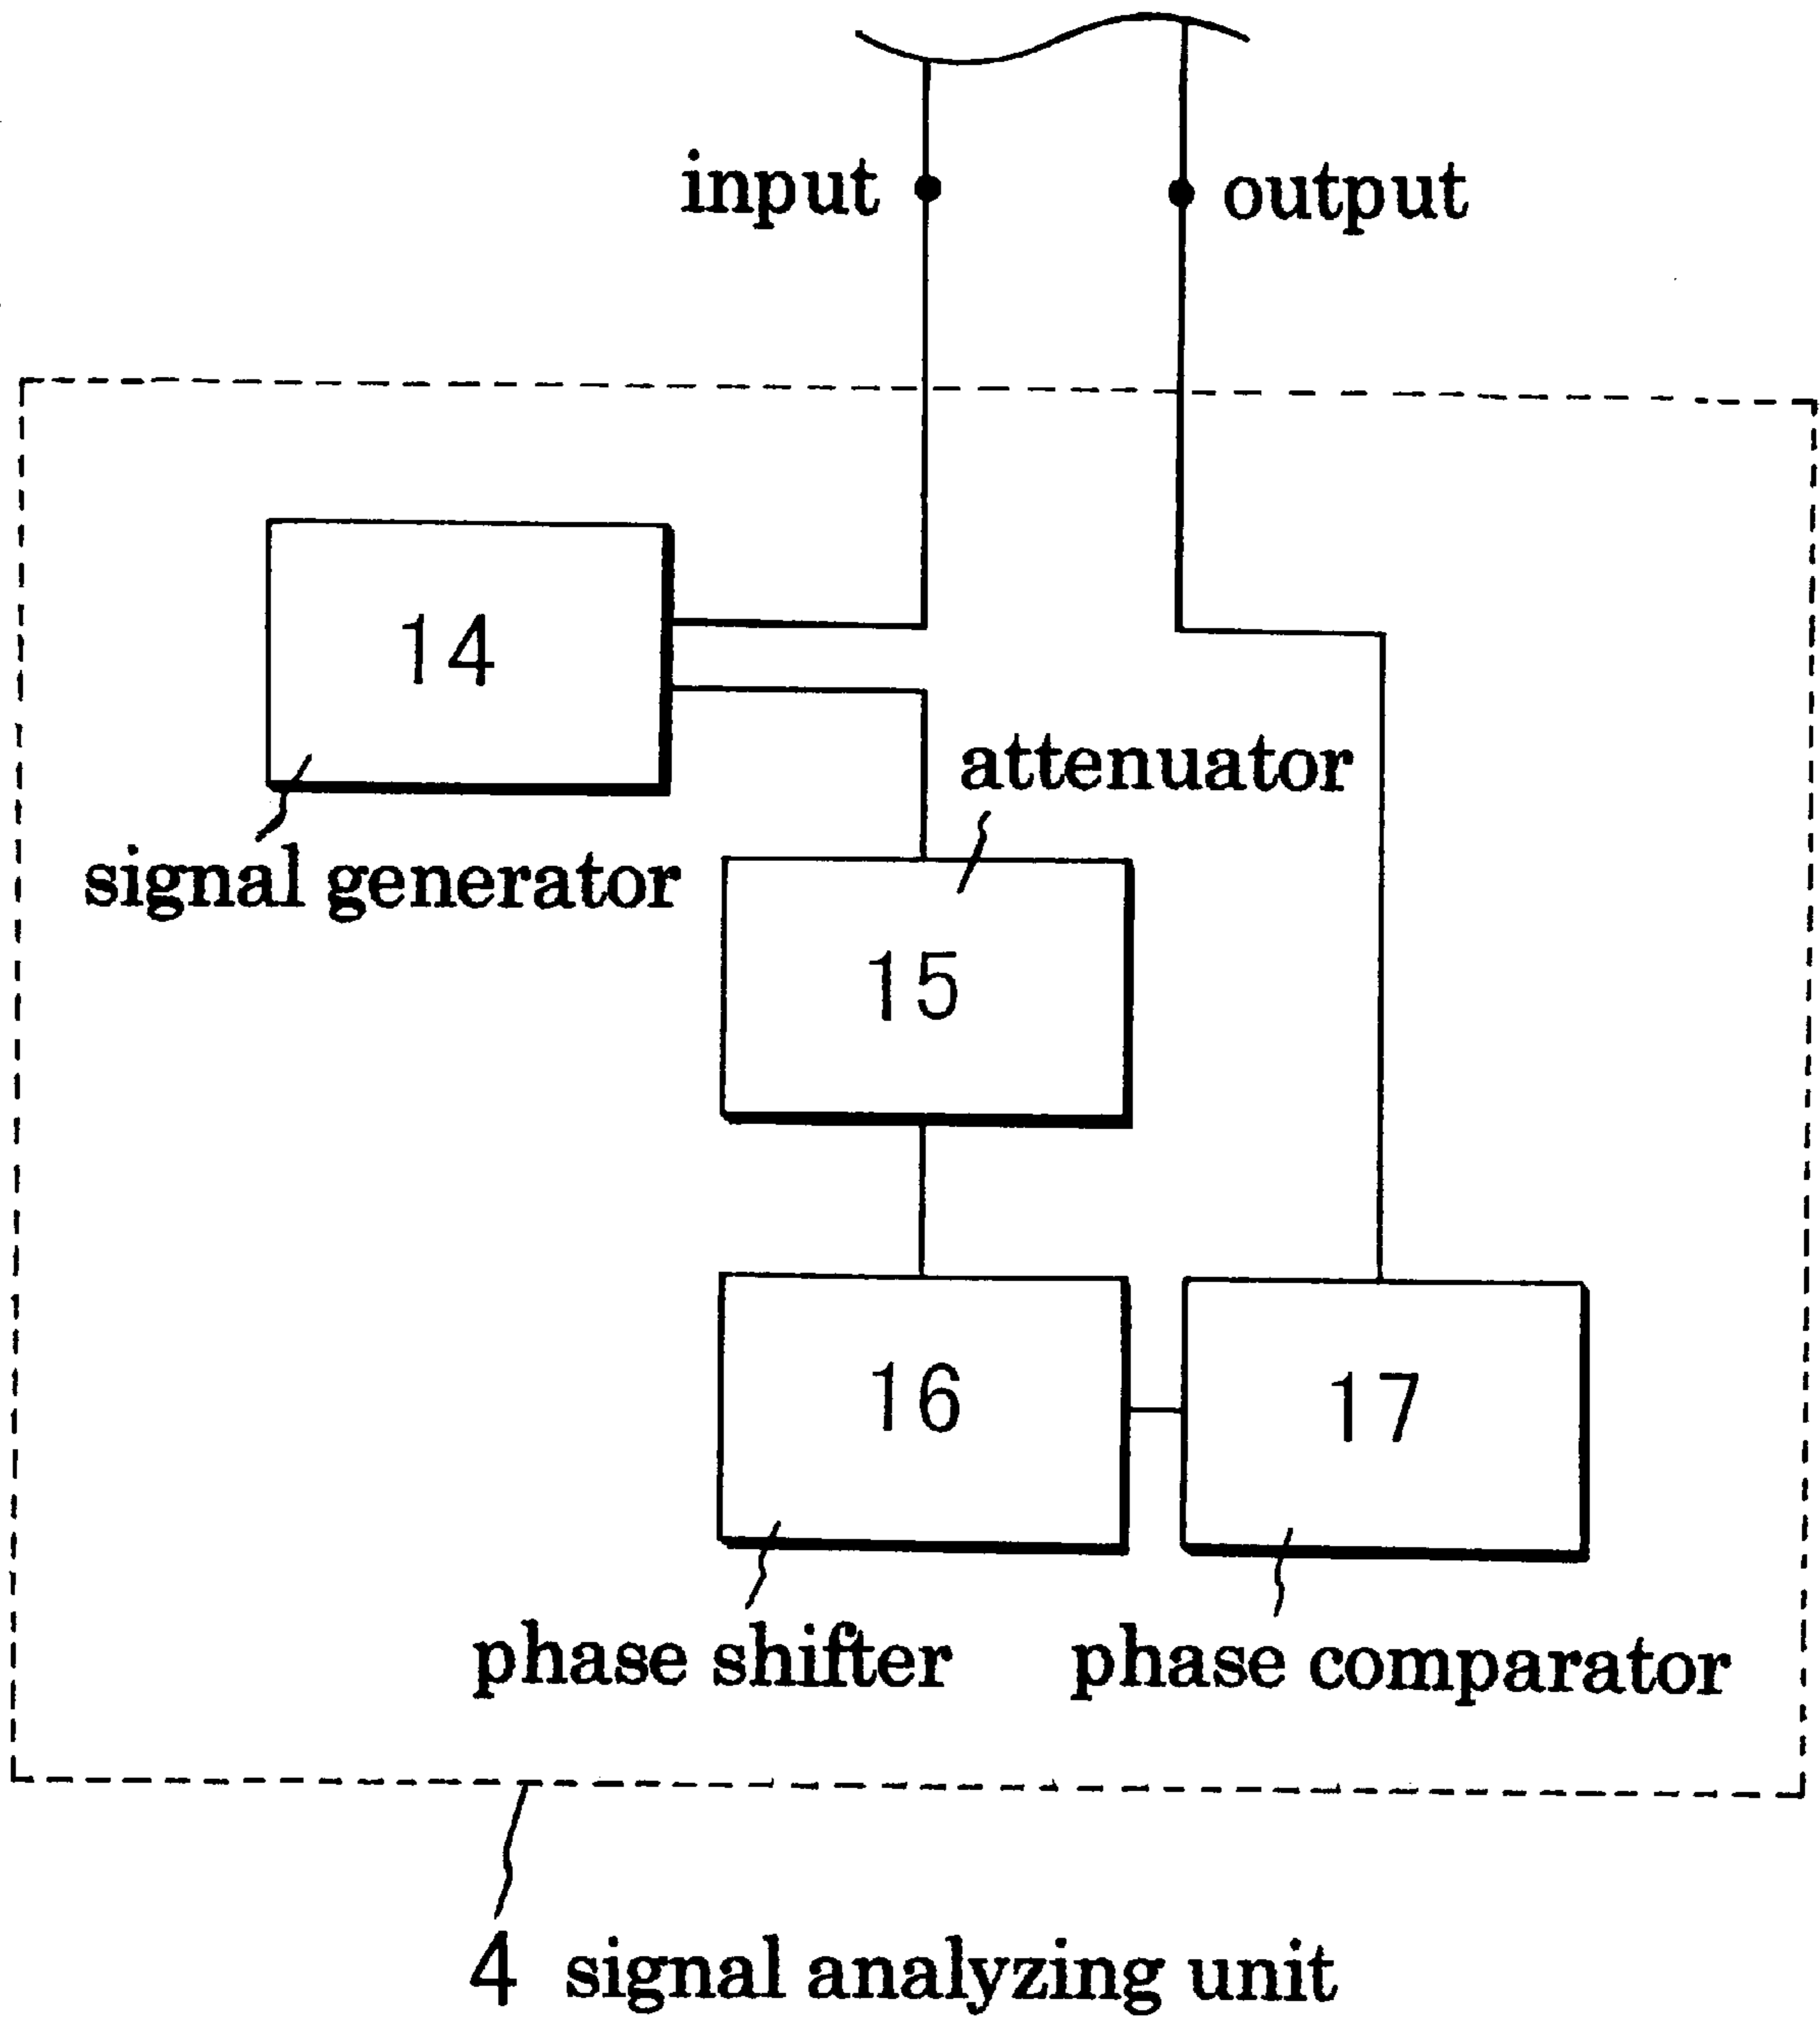 input
output
14
attenuator
signal generator
15
16
17
phase shifter
phase comparator
4 signal analyzing unit